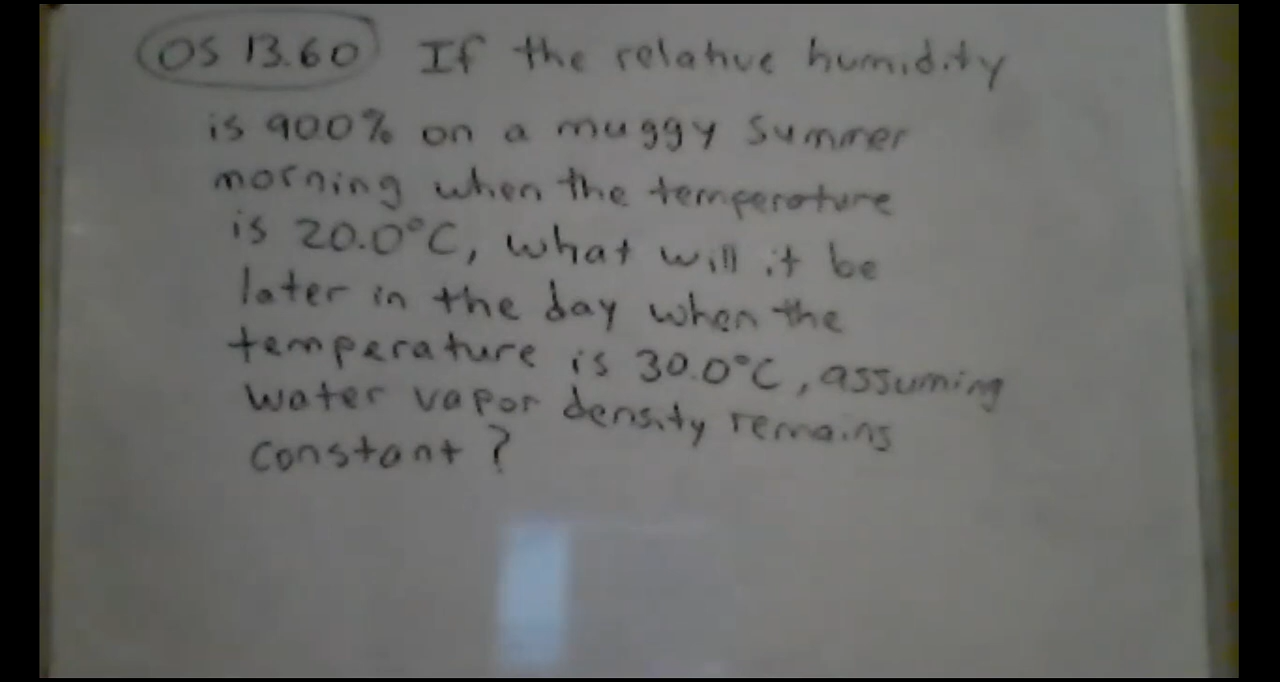 OS 13.60 If the relative humidity
is 900% on a muggy summer
morning when the temperature
is 20.0°C, what will it be
later in the day when the
temperature is 30.0°C, assuming
water vapor density remains
constant?